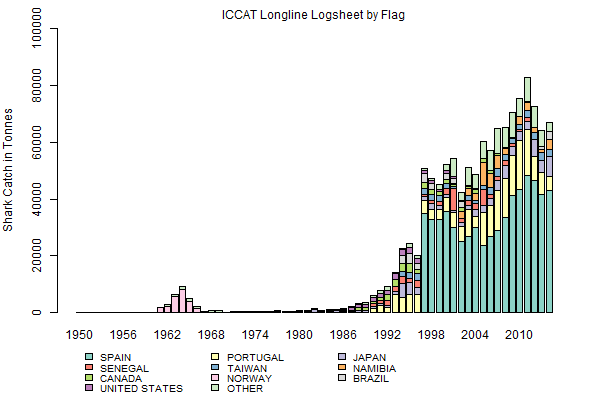 ICCAT Longline Logsheet by Flag
Shark Catch in Tonnes
100000
80000
60000
40000
20000
0
1950 1956 1962 1968 1974 1980 1986 1992 1998 2004 2010
SPAIN PORTUGAL JAPAN
SENEGAL TAIWAN NAMIBIA
CANADA NORWAY BRAZIL
UNITED STATES OTHER